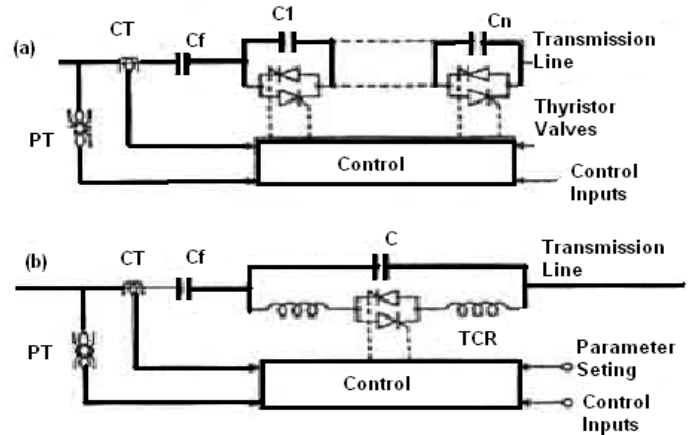 (a)
CT
Cf
C1
Cn
Transmission
Line
PT
Thyristor
Valves
Control
Control
Inputs
(b)
CT
Cf
C
Transmission
Line
PT
TCR
Control
Parameter
Seting
Control
Inputs